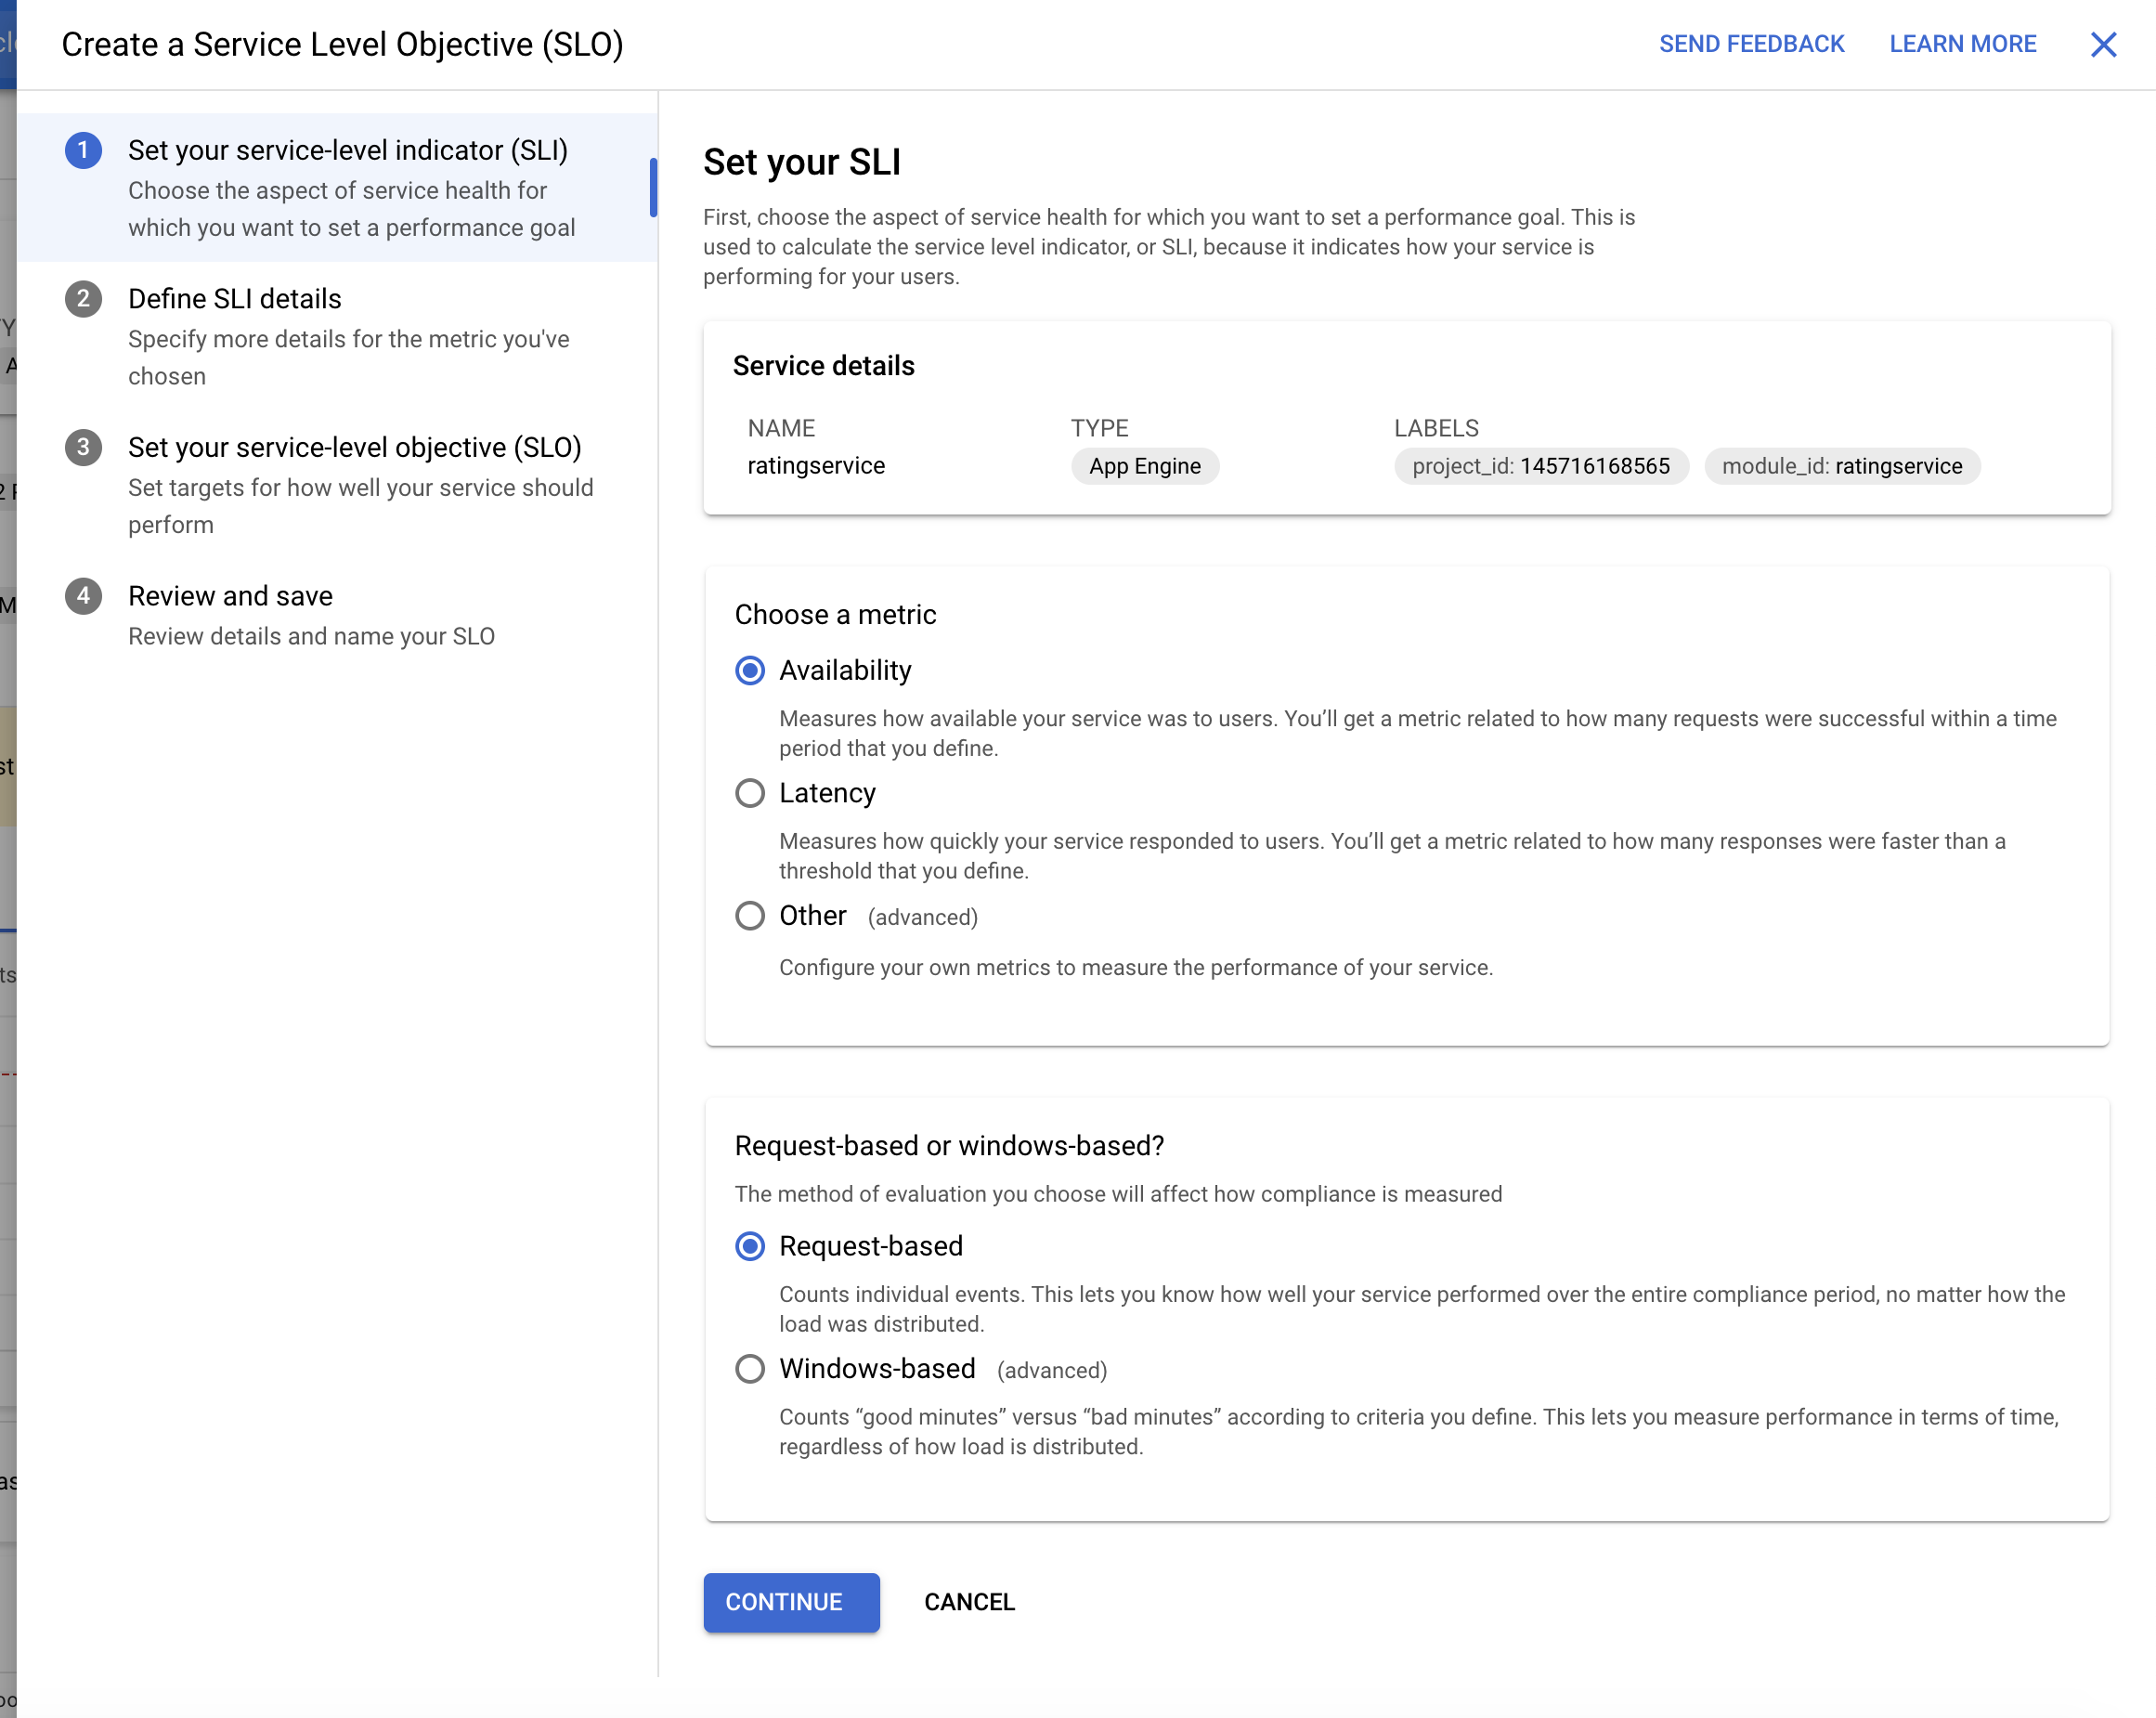 Create a Service Level Objective (SLO)
SEND FEEDBACK
LEARN MORE
1
Set your service-level indicator (SLI)
Choose the aspect of service health for
which you want to set a performance goal
2
Define SLI details
Specify more details for the metric you've
chosen
3
Set your service-level objective (SLO)
Set targets for how well your service should
perform
4
Review and save
Review details and name your SLO
Set your SLI
First, choose the aspect of service health for which you want to set a performance goal. This is
used to calculate the service level indicator, or SLI, because it indicates how your service is
performing for your users.
Service details
NAME TYPE LABELS
ratingservice App Engine project_id: 145716168565 module_id: ratingservice
Choose a metric
Availability
Measures how available your service was to users. You’ll get a metric related to how many requests were successful within a time
period that you define.
Latency
Measures how quickly your service responded to users. You’ll get a metric related to how many responses were faster than a
threshold that you define.
Other (advanced)
Configure your own metrics to measure the performance of your service.
Request-based or windows-based?
The method of evaluation you choose will affect how compliance is measured
Request-based
Counts individual events. This lets you know how well your service performed over the entire compliance period, no matter how the
load was distributed.
Windows-based (advanced)
Counts “good minutes” versus “bad minutes” according to criteria you define. This lets you measure performance in terms of time,
regardless of how load is distributed.
CONTINUE
CANCEL